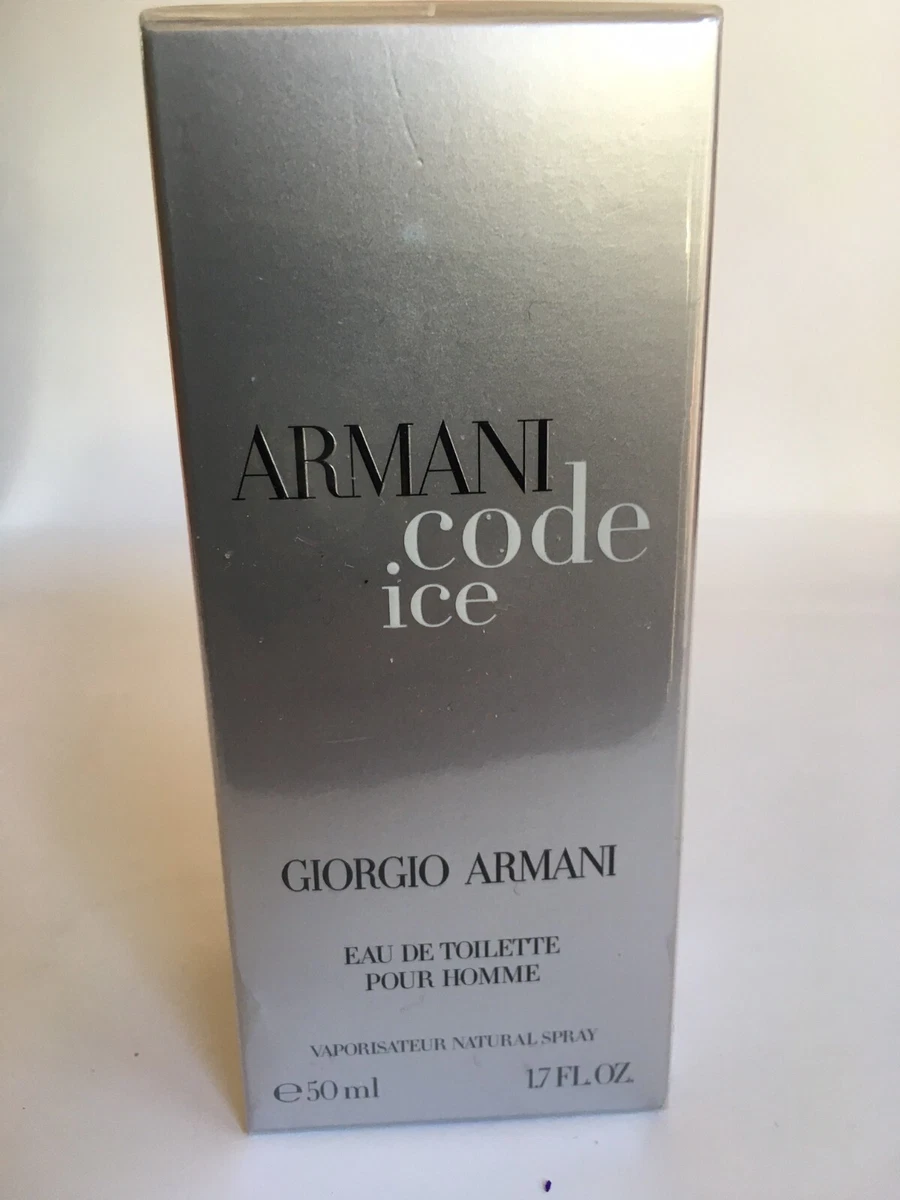 ARMANI
code
ice
GIORGIO ARMANI
EAU DE TOILETTE
POUR HOMME
VAPORISATEUR NATURAL SPRAY
℮50 ml 1.7 FL.OZ.